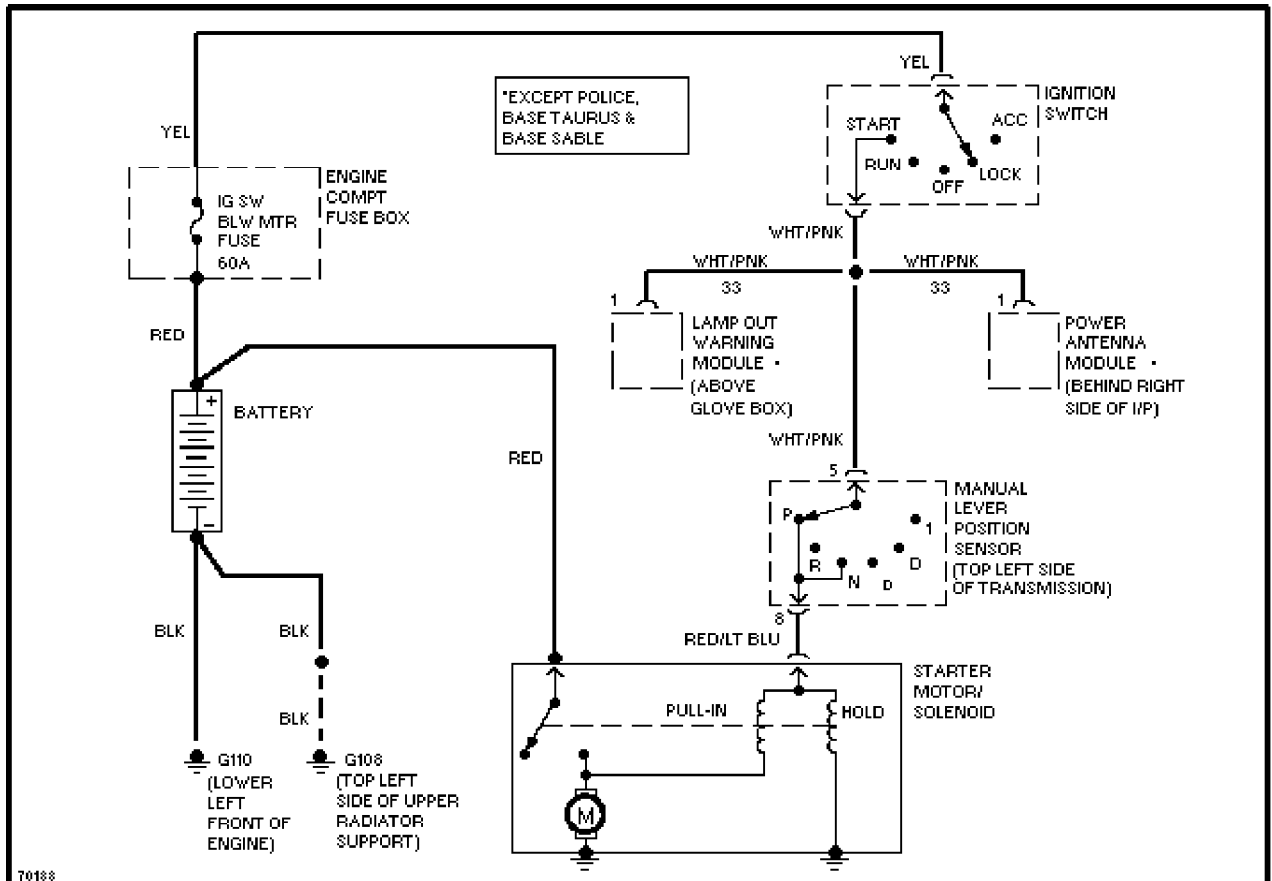 YEL
"EXCEPT POLICE,
BASE TAURUS &
BASE SABLE
YEL
IGNITION
SWITCH
START
ACC
RUN
OFF
LOCK
ENGINE
COMPT
FUSE BOX
IG SW
BLW MTR
FUSE
60A
WHT/PNK
WHT/PNK
33
WHT/PNK
33
1
LAMP OUT
WARNING
MODULE •
(ABOVE
GLOVE BOX)
1
POWER
ANTENNA
MODULE •
(BEHIND RIGHT
SIDE OF I/P)
RED
+
BATTERY
-
RED
WHT/PNK
5
MANUAL
LEVER
POSITION
SENSOR
(TOP LEFT SIDE
OF TRANSMISSION)
P
R
N
D
D
1
8
RED/LT BLU
BLK
BLK
BLK
STARTER
MOTOR/
SOLENOID
PULL-IN
HOLD
M
G110
(LOWER
LEFT
FRONT OF
ENGINE)
G108
(TOP LEFT
SIDE OF UPPER
RADIATOR
SUPPORT)
70188